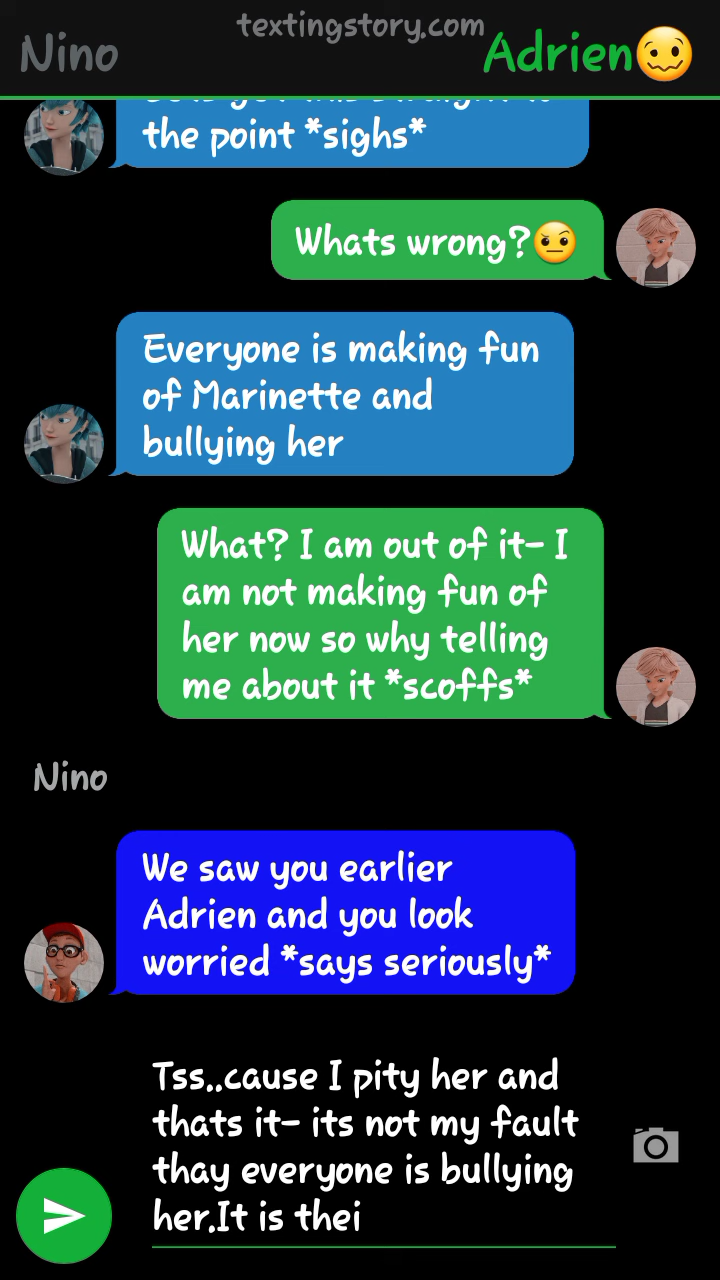 textingstory.com
Nino
Adrien
the point *sighs*
Whats wrong?
Everyone is making fun
of Marinette and
bullying her
What? I am out of it- I
am not making fun of
her now so why telling
me about it *scoffs*
Nino
We saw you earlier
Adrien and you look
worried *says seriously*
Tss..cause I pity her and
thats it- its not my fault
thay everyone is bullying
her.It is thei